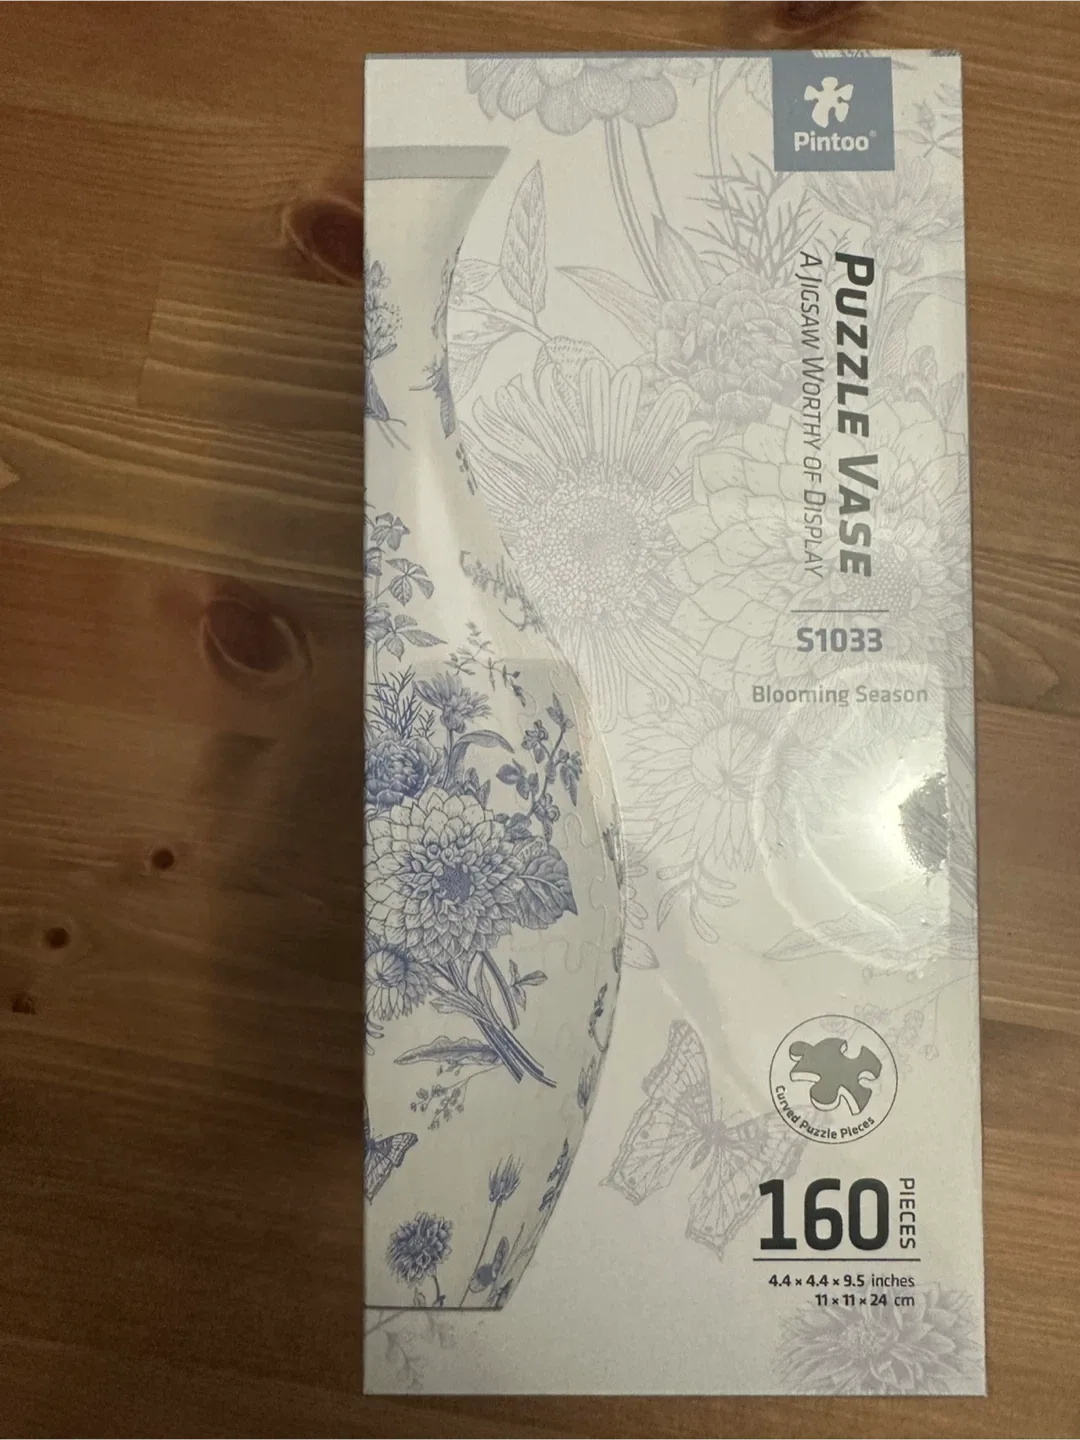 Pintoo®
PUZZLE VASE
A JIGSAW WORTHY OF DISPLAY
S1033
Blooming Season
Curved Puzzle Pieces
160 PIECES
4.4 × 4.4 × 9.5 inches
11 × 11 × 24 cm